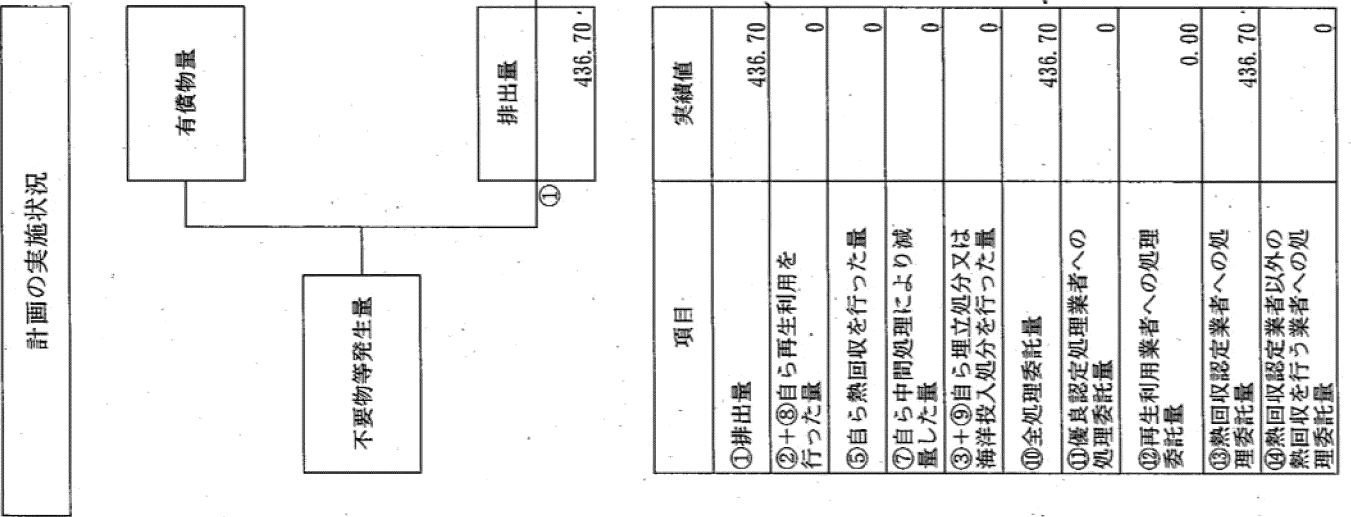 計画の実施状況
有償物量
不要物等発生量
排出量
①
436.70
項目
実績値
①排出量
436.70
②+⑧自ら再生利用を
行った量
0
⑤自ら熱回収を行った量
0
⑦自ら中間処理により減
量した量
0
③+⑨自ら埋立処分又は
海洋投入処分を行った量
0
⑩全処理委託量
436.70
⑪優良認定処理業者への
処理委託量
0
⑫再生利用業者への処理
委託量
0.00
⑬熱回収認定業者への処
理委託量
436.70
⑭熱回収認定業者以外の
熱回収を行う業者への処
理委託量
0